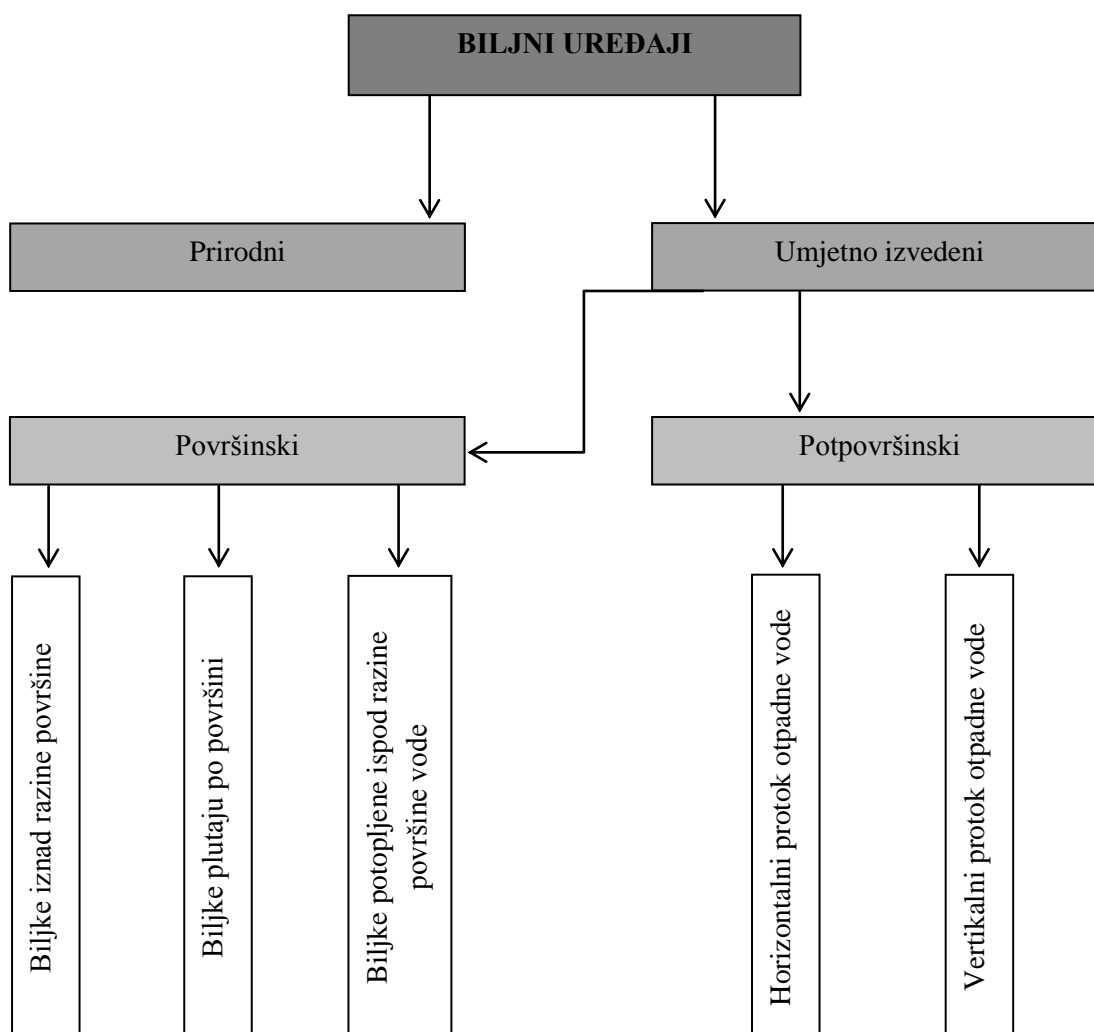 BILJNI UREĐAJI
Prirodni
Umjetno izvedeni
Površinski
Potpovršinski
Biljke iznad razine površine
Biljke plutaju po površini
Biljke potopljene ispod razine
površine vode
Horizontalni protok otpadne vode
Vertikalni protok otpadne vode